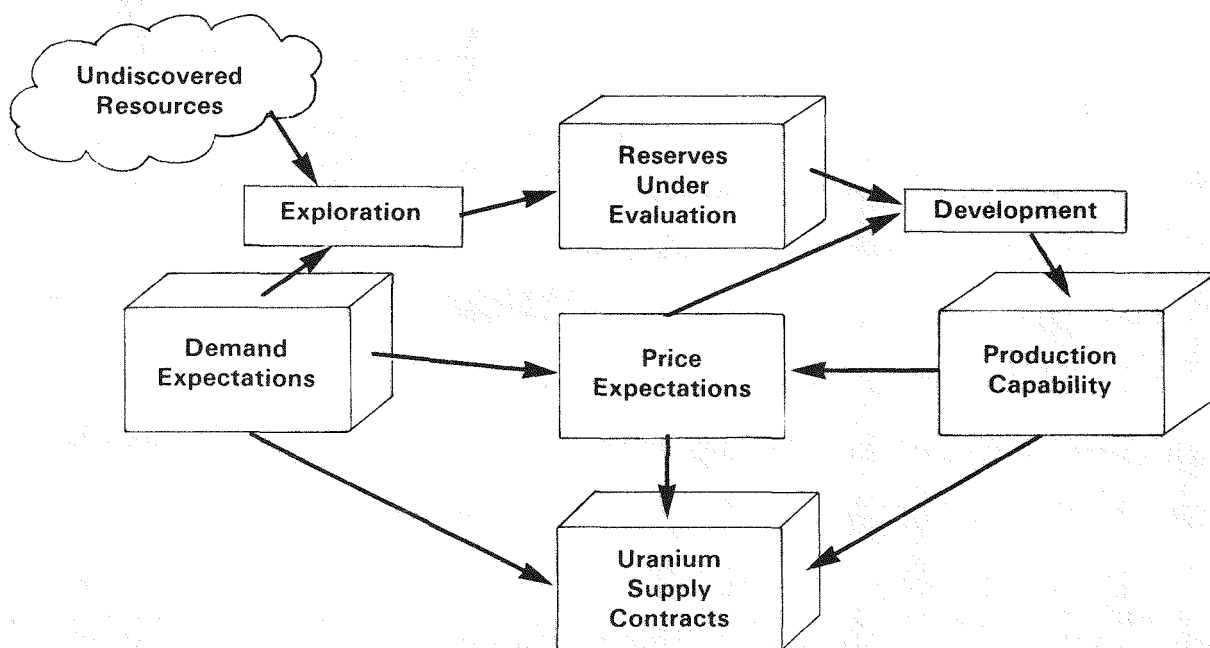 Undiscovered
Resources
Exploration
Reserves
Under
Evaluation
Development
Demand
Expectations
Price
Expectations
Production
Capability
Uranium
Supply
Contracts